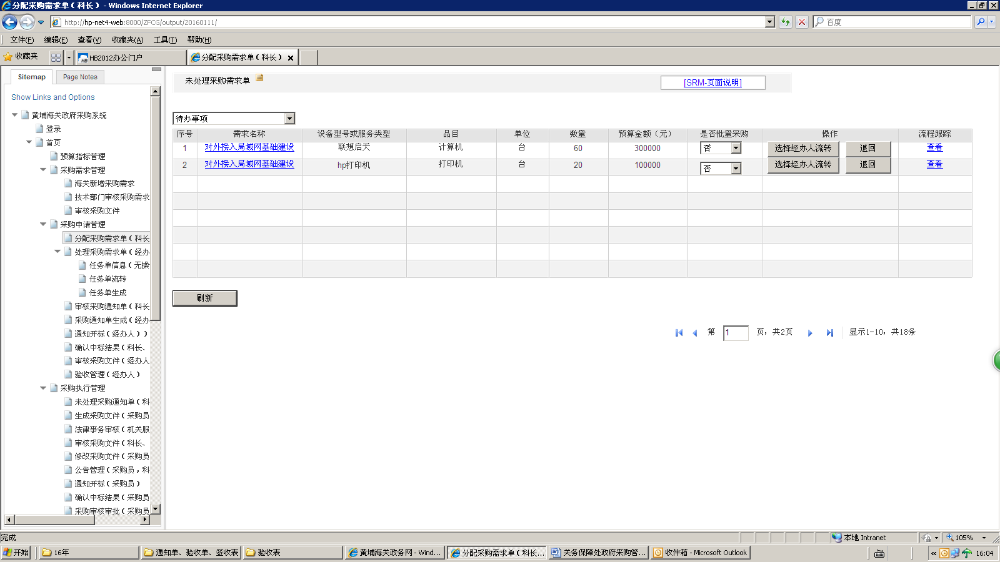 分配采购需求单（科长） - Windows Internet Explorer
http://hp-net4-web:8000/ZFCG/output/20160111/
百度
文件(F) 编辑(E) 查看(V) 收藏夹(A) 工具(T) 帮助(H)
收藏夹
HB2012办公门户
分配采购需求单（科长）
Sitemap
Page Notes
Show Links and Options
黄埔海关政府采购系统
登录
首页
预算指标管理
采购需求管理
海关新增采购需求
技术部门审核采购需求
审核采购文件
采购申请管理
分配采购需求单（科长
处理采购需求单（经办
任务单信息（无操
任务单流转
任务单生成
审核采购通知单（科长
采购通知单生成（经办
通知开标（经办人））
确认中标结果（科长、
审核采购文件（经办人
验收管理（经办人）
采购执行管理
未处理采购通知单（科
生成采购文件（采购员
法律事务审核（机关服
审核采购文件（科长、
修改采购文件（采购员
公告管理（采购员，科
通知开标（采购员）
确认中标结果（采购员
采购审核审批（采购员
未处理采购需求单
[SRM-页面说明]
待办事项
序号 需求名称 设备型号或服务类型 品目 单位 数量 预算金额（元） 是否批量采购 操作 流程跟踪
1 对外接入局域网基础建设 联想启天 计算机 台 60 300000 否 选择经办人流转 退回 查看
2 对外接入局域网基础建设 hp打印机 打印机 台 20 100000 否 选择经办人流转 退回 查看
刷新
第 1 页，共2页 显示1-10，共18条
完成
本地 Intranet
105%
开始
16年
通知单、验收单、签收表
验收表
黄埔海关政务网 - Wind...
分配采购需求单（科长...
关务保障处政府采购管...
收件箱 - Microsoft Outlook
«
16:04